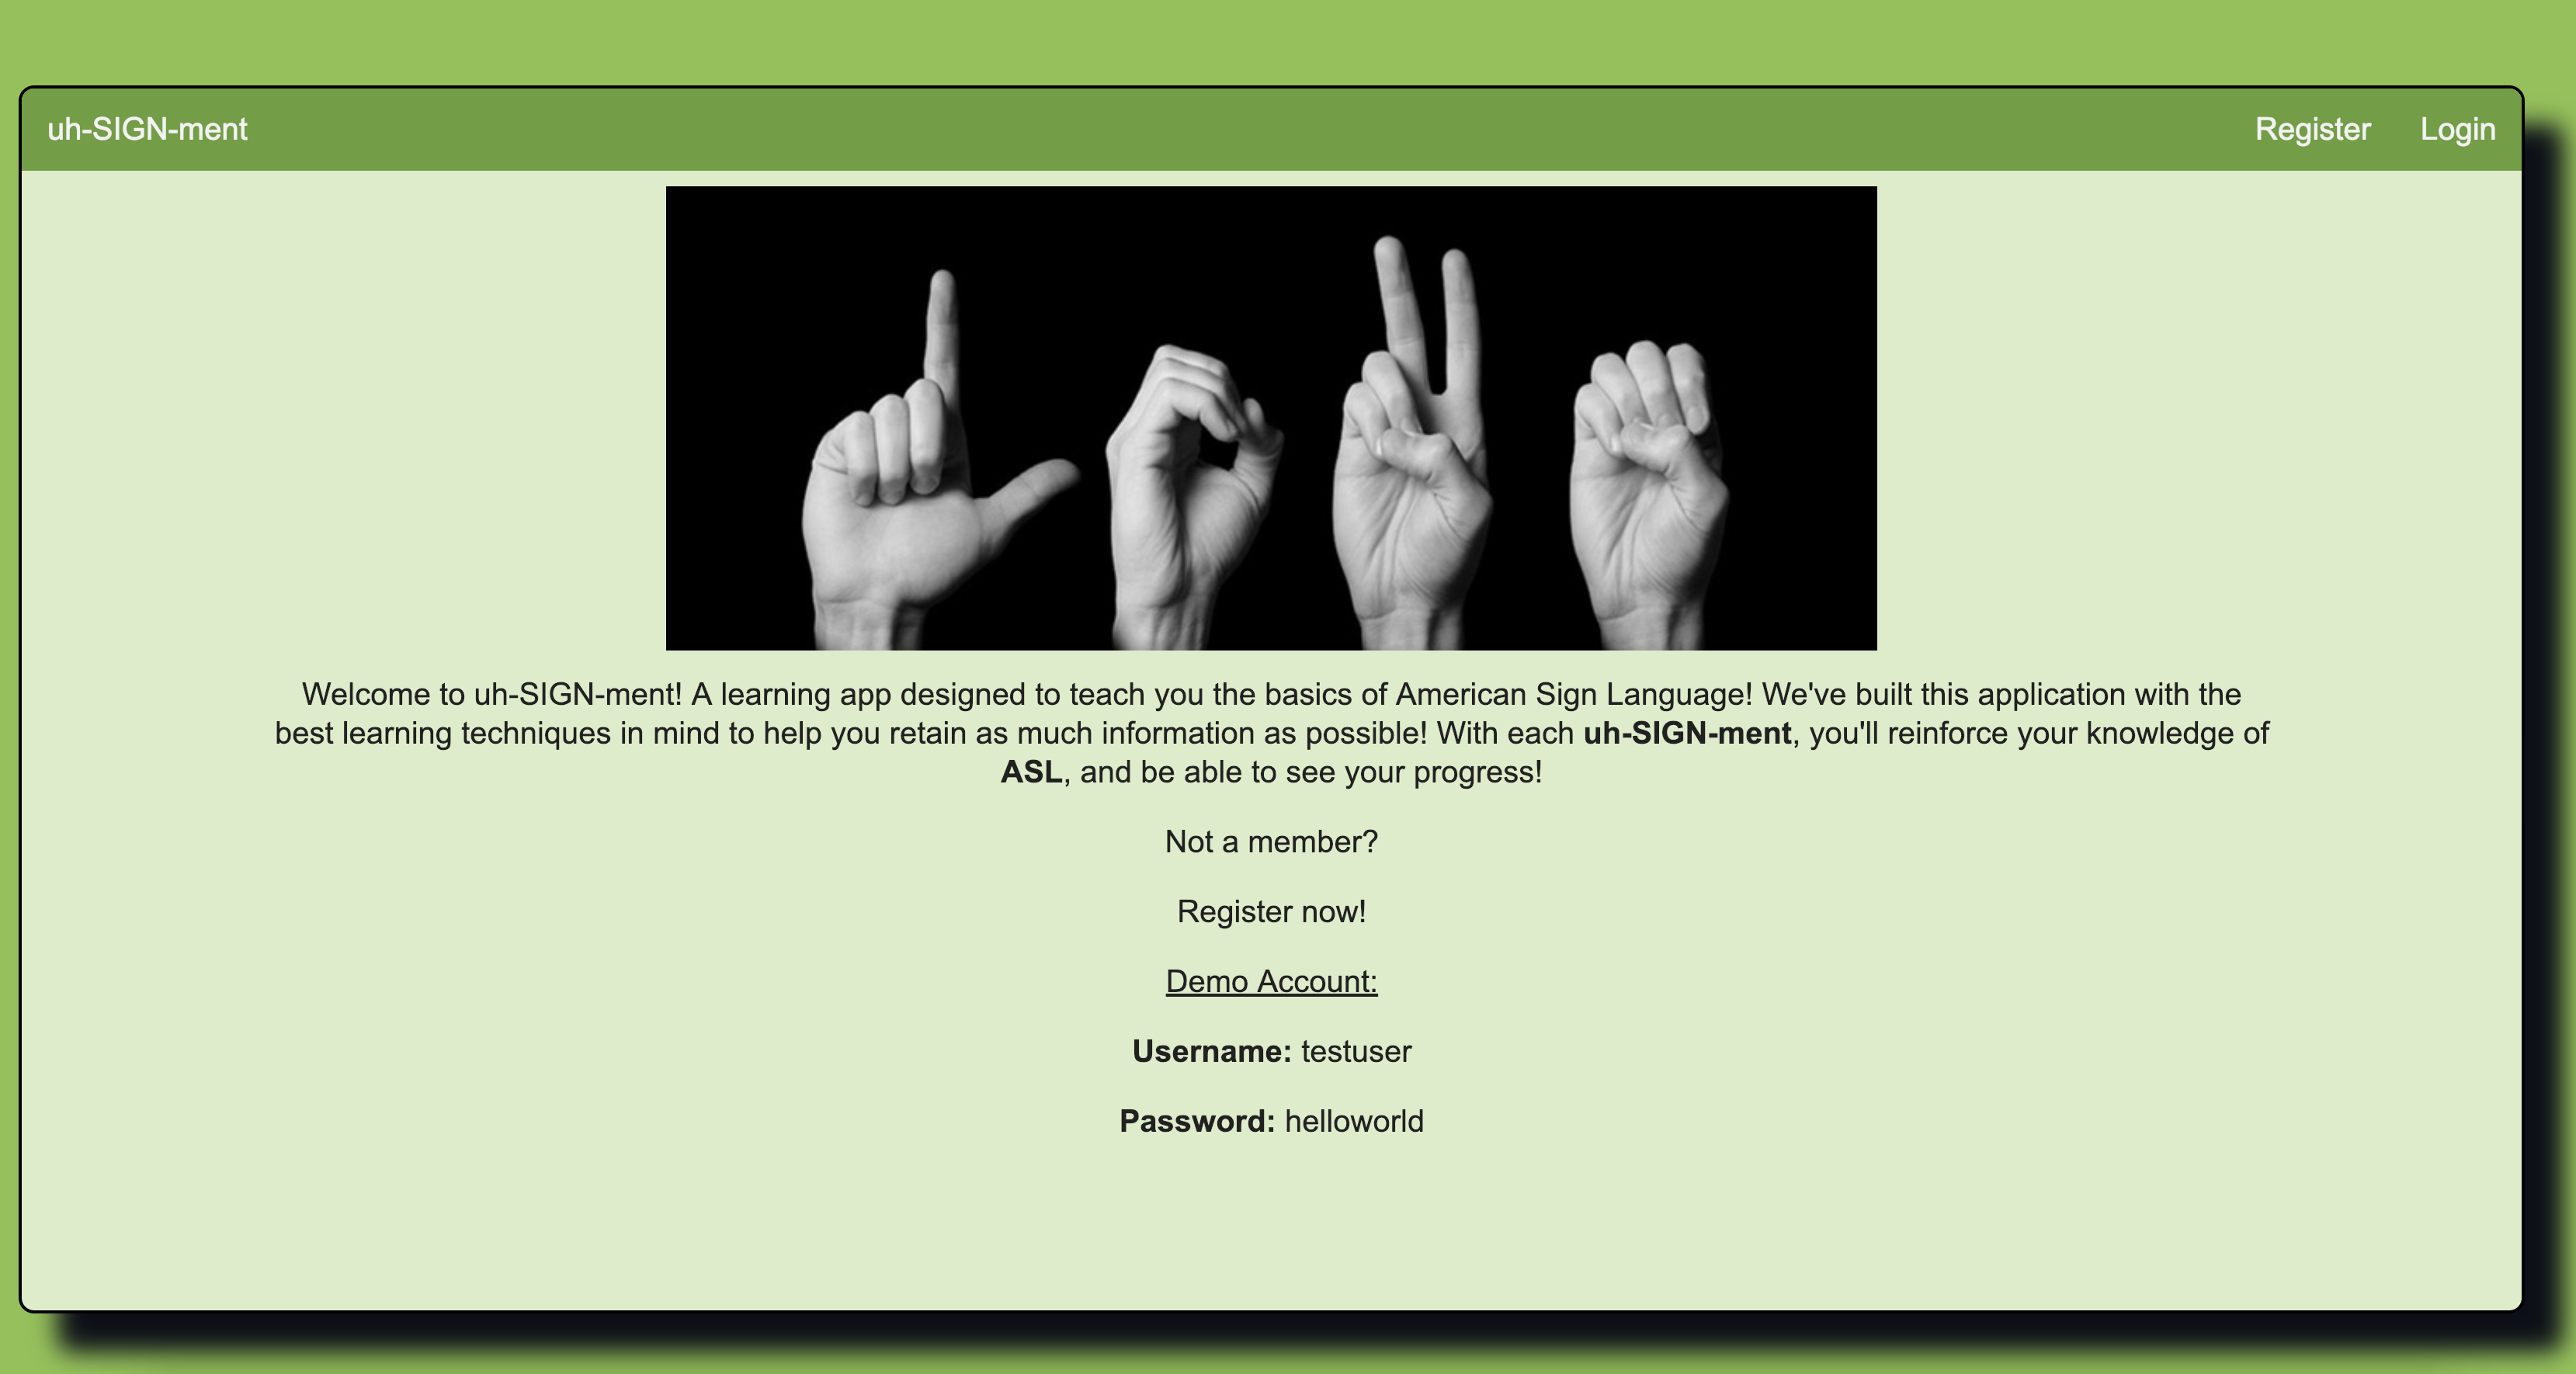 uh-SIGN-ment
Register
Login
Welcome to uh-SIGN-ment! A learning app designed to teach you the basics of American Sign Language! We've built this application with the
best learning techniques in mind to help you retain as much information as possible! With each uh-SIGN-ment, you'll reinforce your knowledge of
ASL, and be able to see your progress!
Not a member?
Register now!
Demo Account:
Username: testuser
Password: helloworld